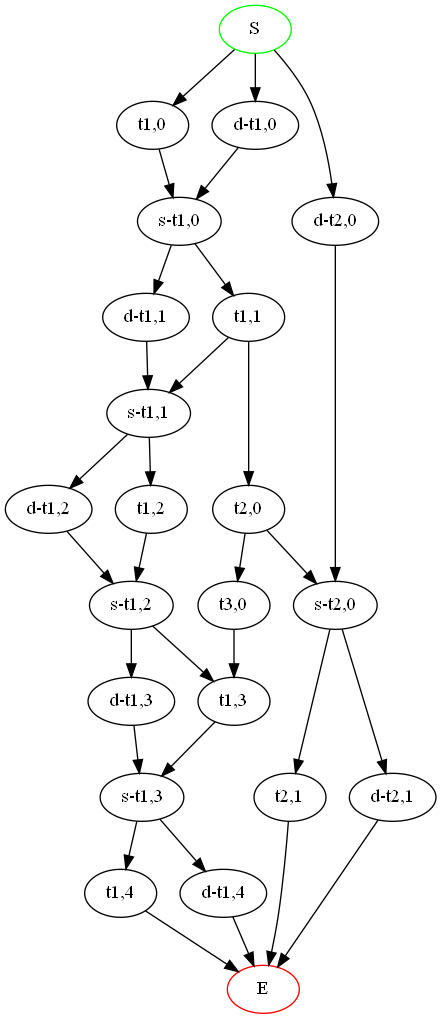 S
t1,0
d-t1,0
s-t1,0
d-t2,0
d-t1,1
t1,1
s-t1,1
d-t1,2
t1,2
t2,0
s-t1,2
t3,0
s-t2,0
d-t1,3
t1,3
s-t1,3
t2,1
d-t2,1
t1,4
d-t1,4
E